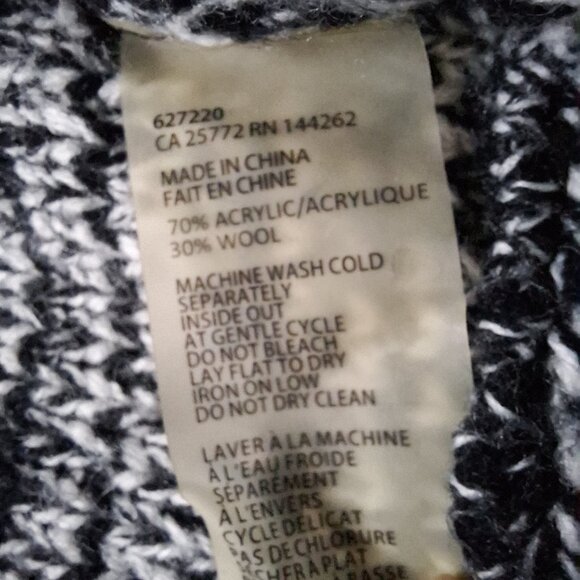 627220
CA 25772 RN 144262
MADE IN CHINA
FAIT EN CHINE
70% ACRYLIC/ACRYLIQUE
30% WOOL
MACHINE WASH COLD
SEPARATELY
INSIDE OUT
AT GENTLE CYCLE
DO NOT BLEACH
LAY FLAT TO DRY
IRON ON LOW
DO NOT DRY CLEAN
LAVER À LA MACHINE
À L'EAU FROIDE
SÉPARÉMENT
À L'ENVERS
CYCLE DÉLICAT
PAS DE CHLORURE
À PLAT
BASSE